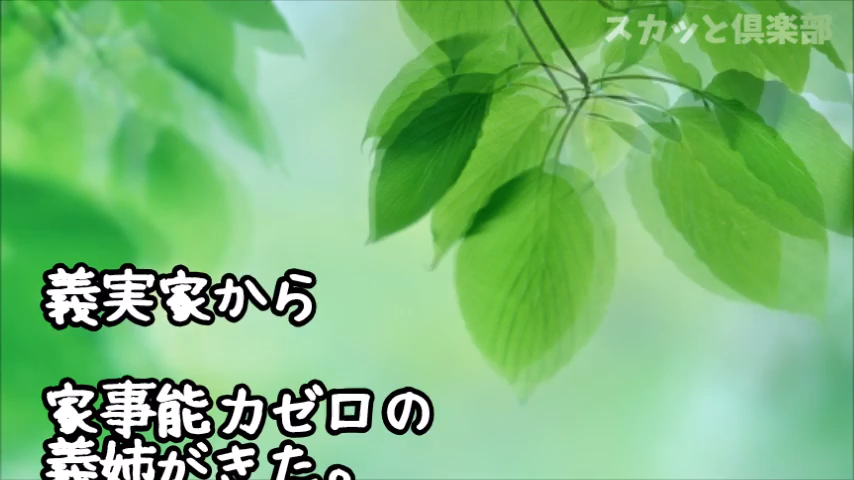 スカッと倶楽部
義実家から
家事能力ゼロの
義姉がきた。